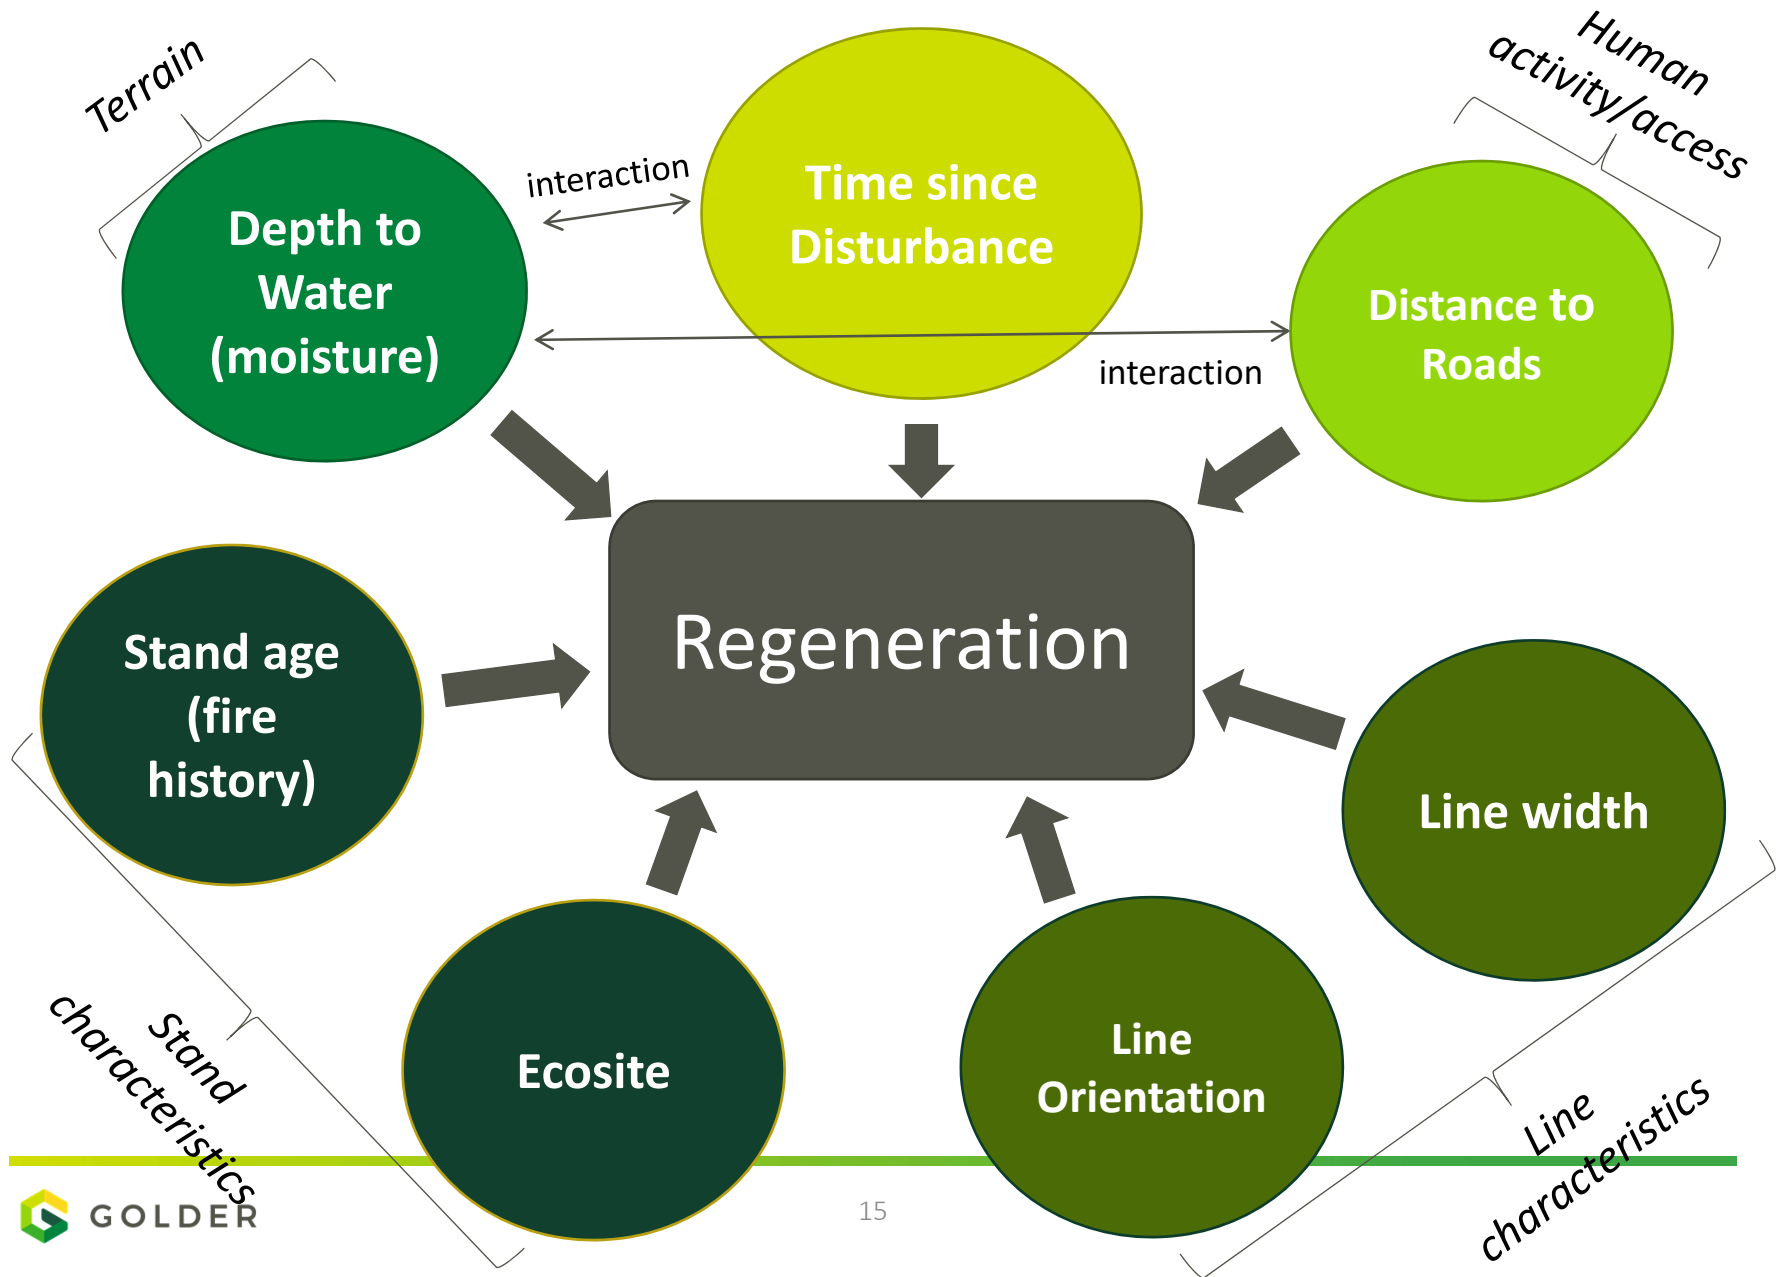 Terrain
Human
activity/access
interaction
Time since
Disturbance
Depth to
Water
(moisture)
Distance to
Roads
interaction
Regeneration
Stand age
(fire
history)
Line width
Ecosite
Line
Orientation
Stand
characteristics
Line
characteristics
GOLDER
15